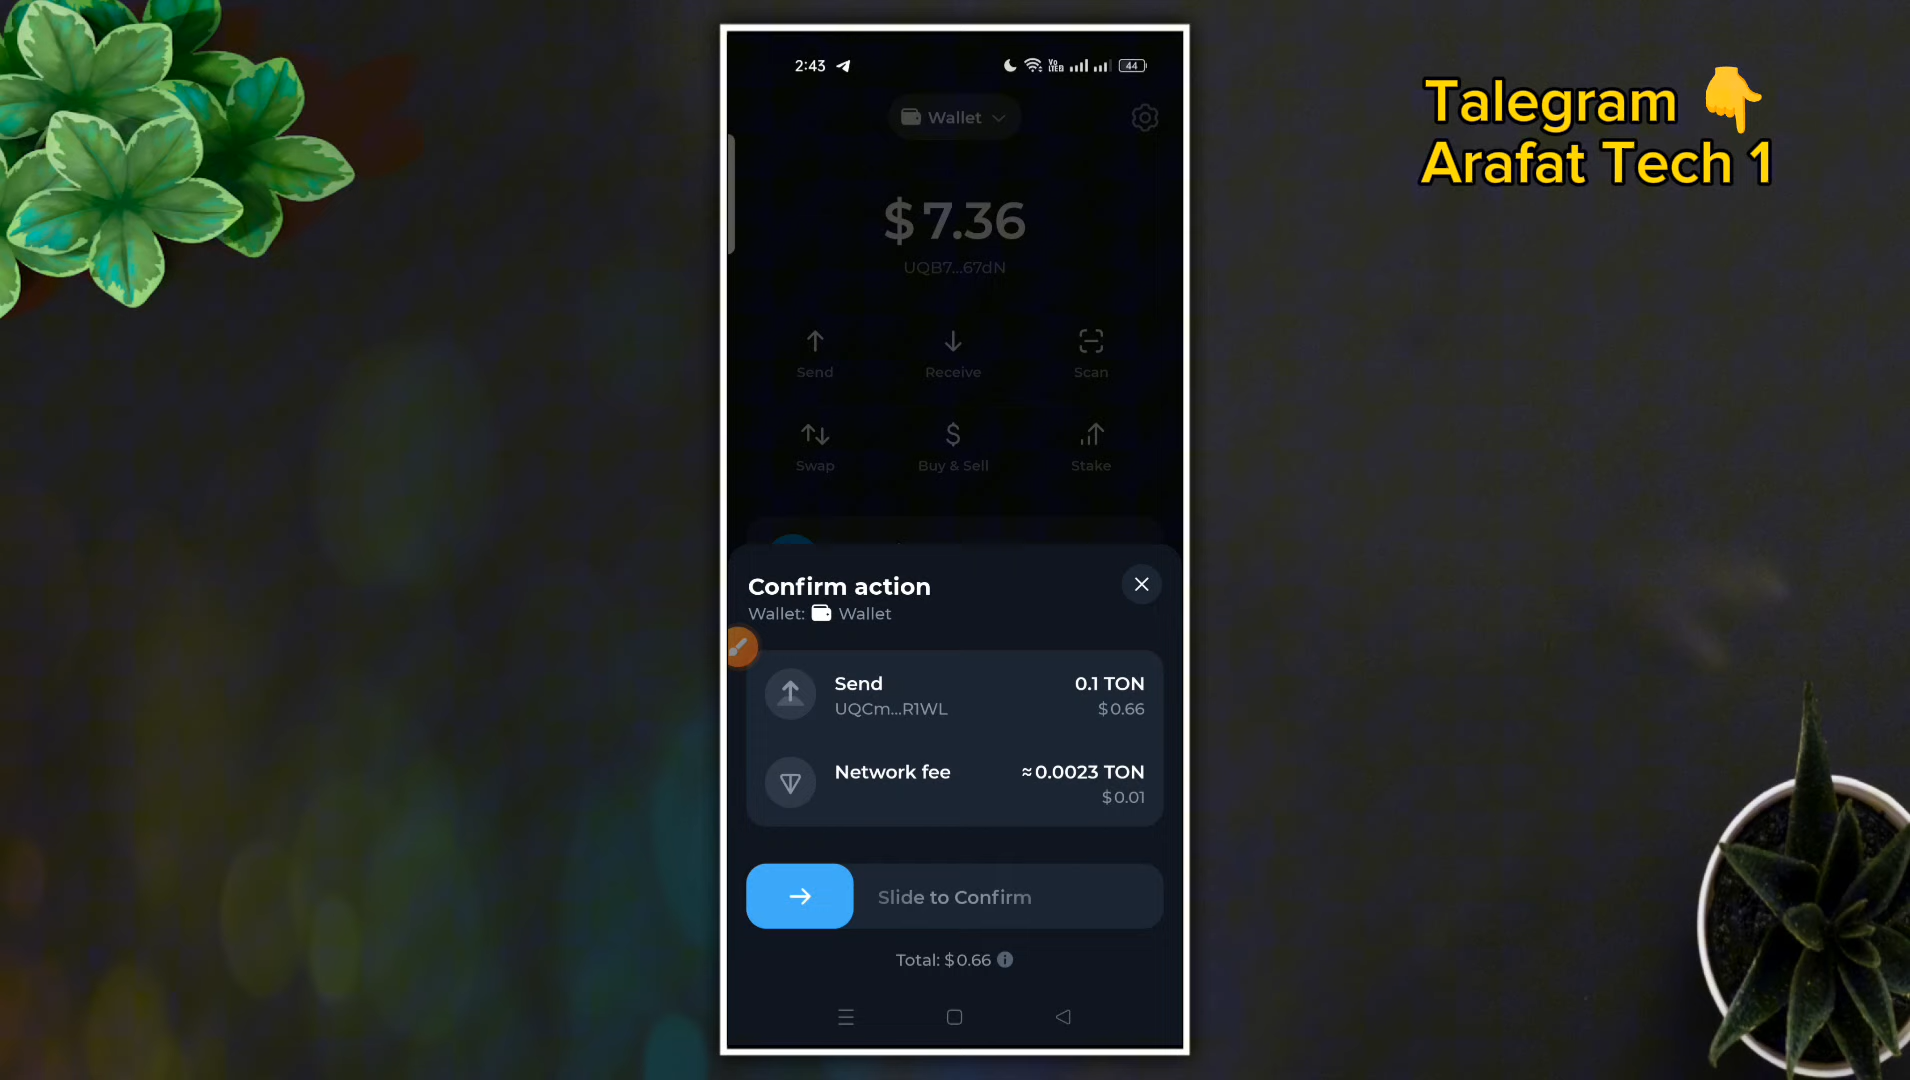 Talegram 👇
Arafat Tech 1
2:43
44
Wallet
$ 7.36
UQB7...67dN
Send Receive Scan
Swap Buy & Sell Stake
Confirm action
Wallet: Wallet
Send 0.1 TON
UQCm...R1WL $0.66
Network fee ≈0.0023 TON
$0.01
Slide to Confirm
Total: $0.66